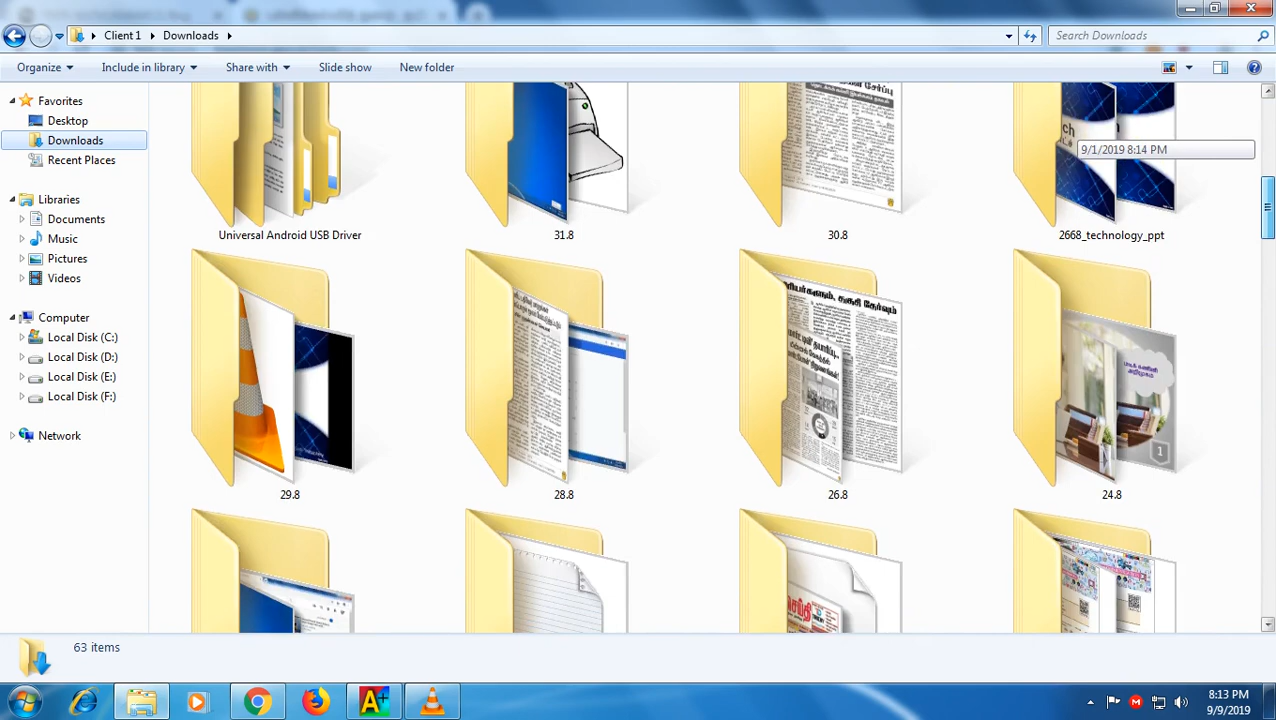 Client 1 Downloads
Search Downloads
Organize Include in library Share with Slide show New folder
Favorites
Desktop
Downloads
Recent Places
Libraries
Documents
Music
Pictures
Videos
Computer
Local Disk (C:)
Local Disk (D:)
Local Disk (E:)
Local Disk (F:)
Network
9/1/2019 8:14 PM
Universal Android USB Driver
31.8
30.8
2668_technology_ppt
29.8
28.8
26.8
24.8
63 items
8:13 PM
9/9/2019